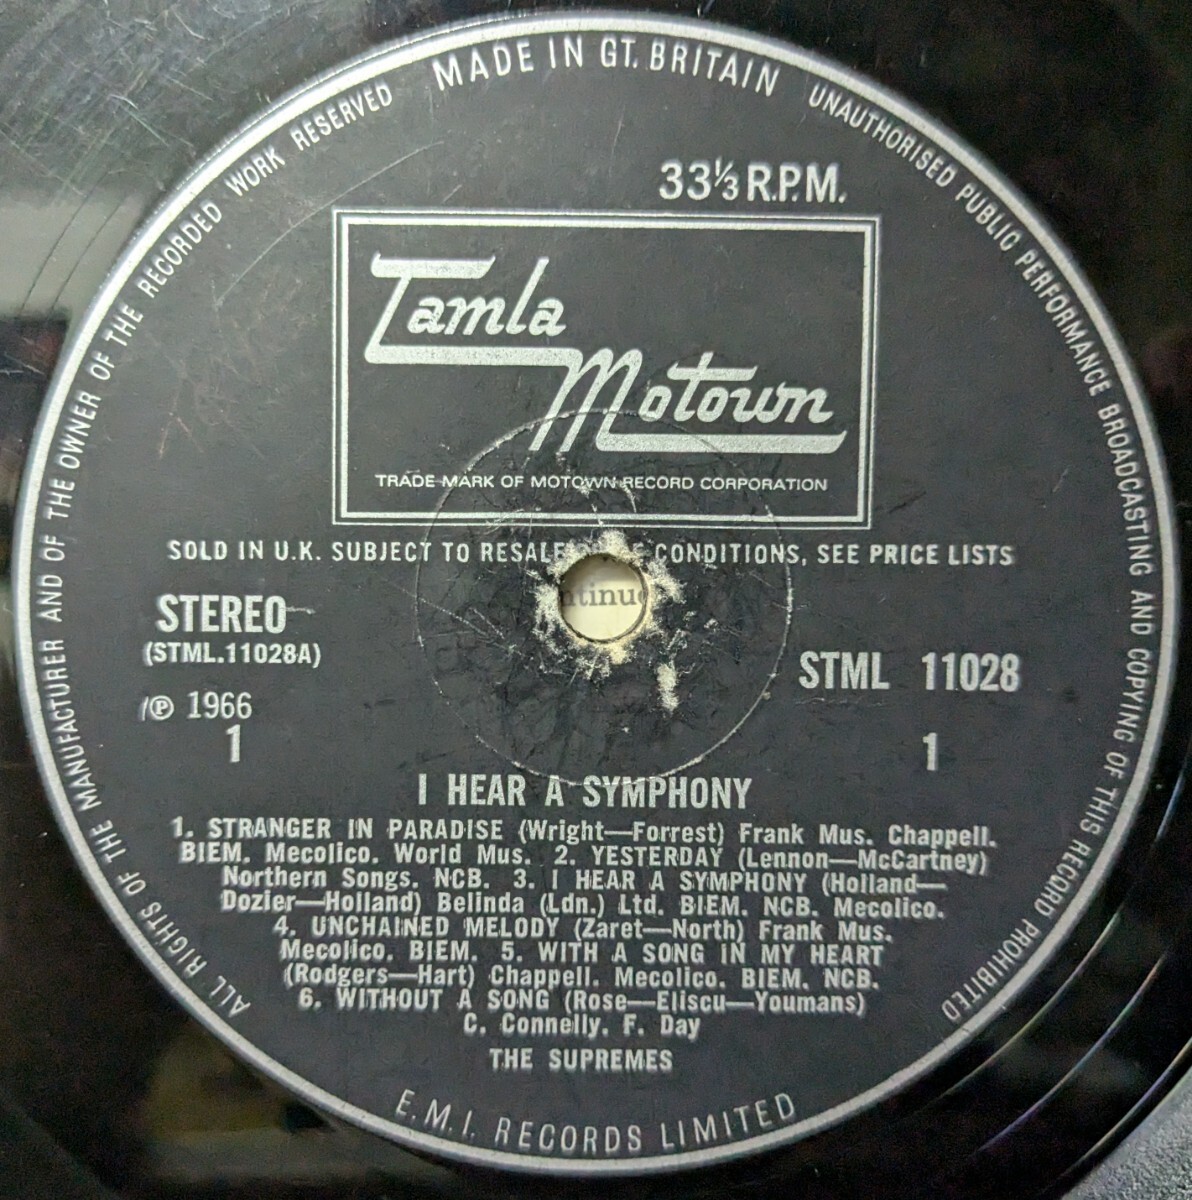 MADE IN GT. BRITAIN
UNAUTHORISED PUBLIC PERFORMANCE BROADCASTING AND COPYING OF THIS RECORD PROHIBITED
ALL RIGHTS OF THE MANUFACTURER AND OF THE OWNER OF THE RECORDED WORK RESERVED
33⅓ R.P.M.
Tamla
Motown
TRADE MARK OF MOTOWN RECORD CORPORATION
SOLD IN U.K. SUBJECT TO RESALE CONDITIONS, SEE PRICE LISTS
STEREO
(STML.11028A)
STML 11028
℗ 1966
1
1
I HEAR A SYMPHONY
1. STRANGER IN PARADISE (Wright—Forrest) Frank Mus. Chappell.
BIEM. Mecolico. World Mus. 2. YESTERDAY (Lennon—McCartney)
Northern Songs. NCB. 3. I HEAR A SYMPHONY (Holland—
Dozier—Holland) Belinda (Ldn.) Ltd. BIEM. NCB. Mecolico.
4. UNCHAINED MELODY (Zaret—North) Frank Mus.
Mecolico. BIEM. 5. WITH A SONG IN MY HEART
(Rodgers—Hart) Chappell. Mecolico. BIEM. NCB.
6. WITHOUT A SONG (Rose—Eliscu—Youmans)
C. Connelly. F. Day
THE SUPREMES
E.M.I. RECORDS LIMITED